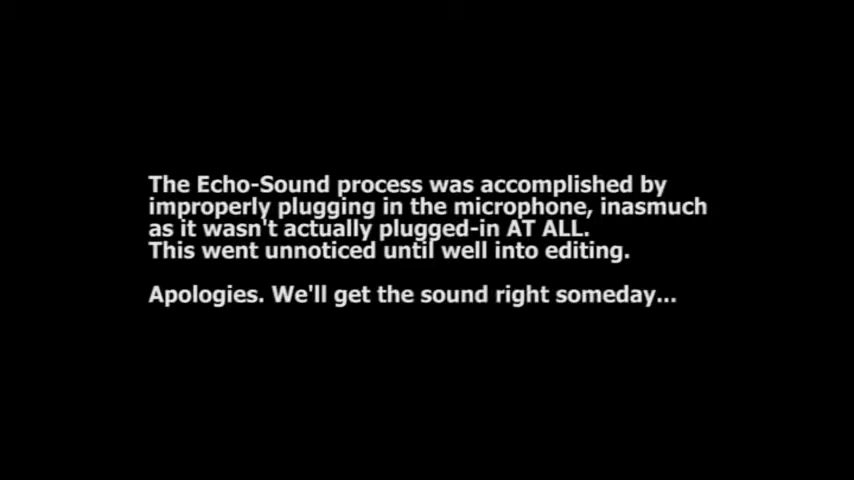 The Echo-Sound process was accomplished by
improperly plugging in the microphone, inasmuch
as it wasn't actually plugged-in AT ALL.
This went unnoticed until well into editing.
Apologies. We'll get the sound right someday...